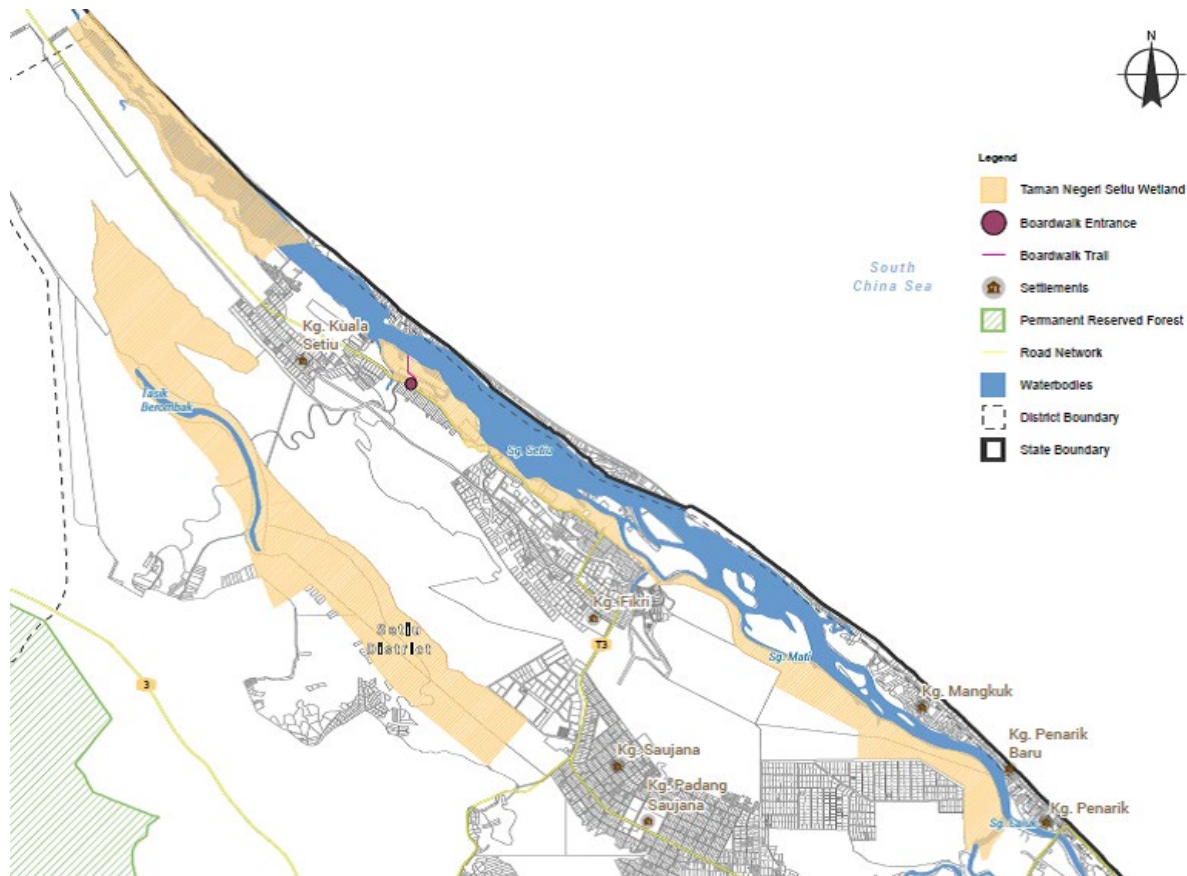 N
Legend
Taman Negeri Setiu Wetland
Boardwalk Entrance
Boardwalk Trail
Settlements
Permanent Reserved Forest
Road Network
Waterbodies
District Boundary
State Boundary
South
China Sea
Kg. Kuala
Setiu
Tasik
Berombak
Sg. Setiu
Kg. Fikri
Setiu
District
T3
3
Sg. Mati
Kg. Mangkuk
Kg. Penarik
Baru
Kg. Saujana
Kg. Padang
Saujana
Kg. Penarik